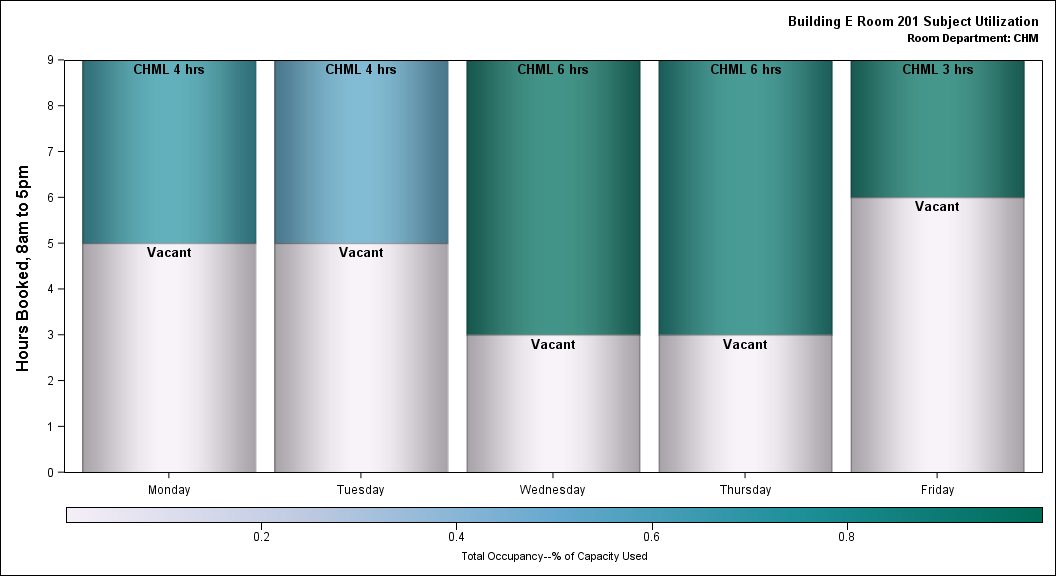 Building E Room 201 Subject Utilization
Room Department: CHM
Hours Booked, 8am to 5pm
9
8
7
6
5
4
3
2
1
0
CHML 4 hrs
Vacant
CHML 4 hrs
Vacant
CHML 6 hrs
Vacant
CHML 6 hrs
Vacant
CHML 3 hrs
Vacant
Monday
Tuesday
Wednesday
Thursday
Friday
0.2
0.4
0.6
0.8
Total Occupancy--% of Capacity Used